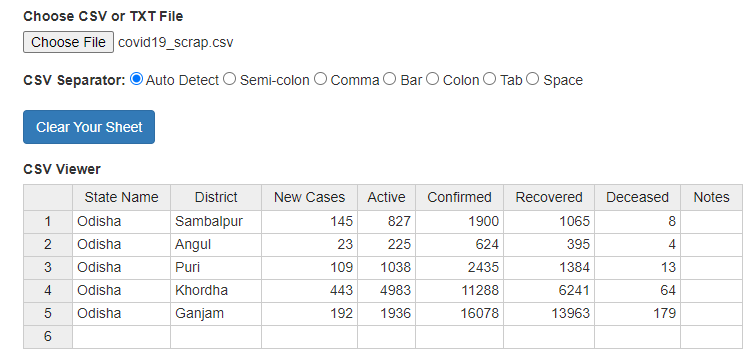 Choose CSV or TXT File
Choose File covid19_scrap.csv
CSV Separator: Auto Detect Semi-colon Comma Bar Colon Tab Space
Clear Your Sheet
CSV Viewer
State Name District New Cases Active Confirmed Recovered Deceased Notes
1 Odisha Sambalpur 145 827 1900 1065 8
2 Odisha Angul 23 225 624 395 4
3 Odisha Puri 109 1038 2435 1384 13
4 Odisha Khordha 443 4983 11288 6241 64
5 Odisha Ganjam 192 1936 16078 13963 179
6